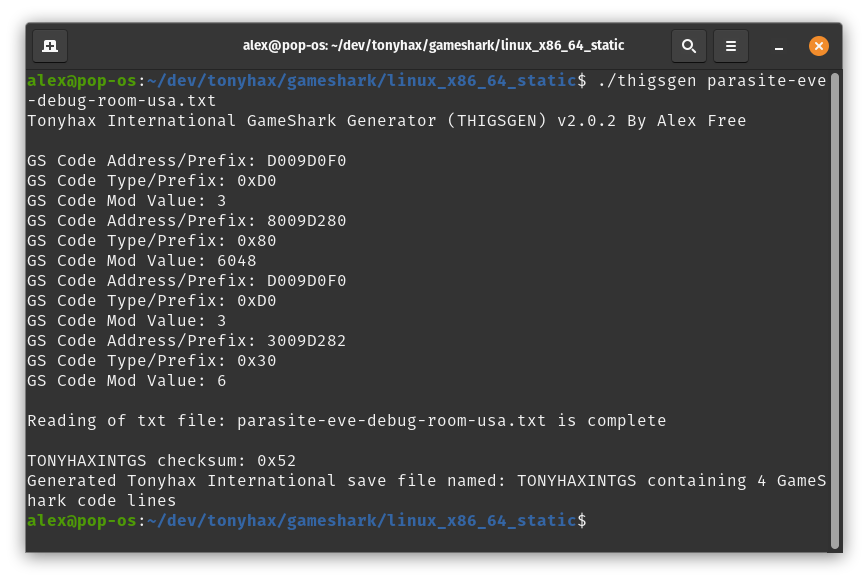 alex@pop-os: ~/dev/tonyhax/gameshark/linux_x86_64_static
alex@pop-os:~/dev/tonyhax/gameshark/linux_x86_64_static$ ./thigsgen parasite-eve
-debug-room-usa.txt
Tonyhax International GameShark Generator (THIGSGEN) v2.0.2 By Alex Free
GS Code Address/Prefix: D009D0F0
GS Code Type/Prefix: 0xD0
GS Code Mod Value: 3
GS Code Address/Prefix: 8009D280
GS Code Type/Prefix: 0x80
GS Code Mod Value: 6048
GS Code Address/Prefix: D009D0F0
GS Code Type/Prefix: 0xD0
GS Code Mod Value: 3
GS Code Address/Prefix: 3009D282
GS Code Type/Prefix: 0x30
GS Code Mod Value: 6
Reading of txt file: parasite-eve-debug-room-usa.txt is complete
TONYHAXINTGS checksum: 0x52
Generated Tonyhax International save file named: TONYHAXINTGS containing 4 GameS
hark code lines
alex@pop-os:~/dev/tonyhax/gameshark/linux_x86_64_static$